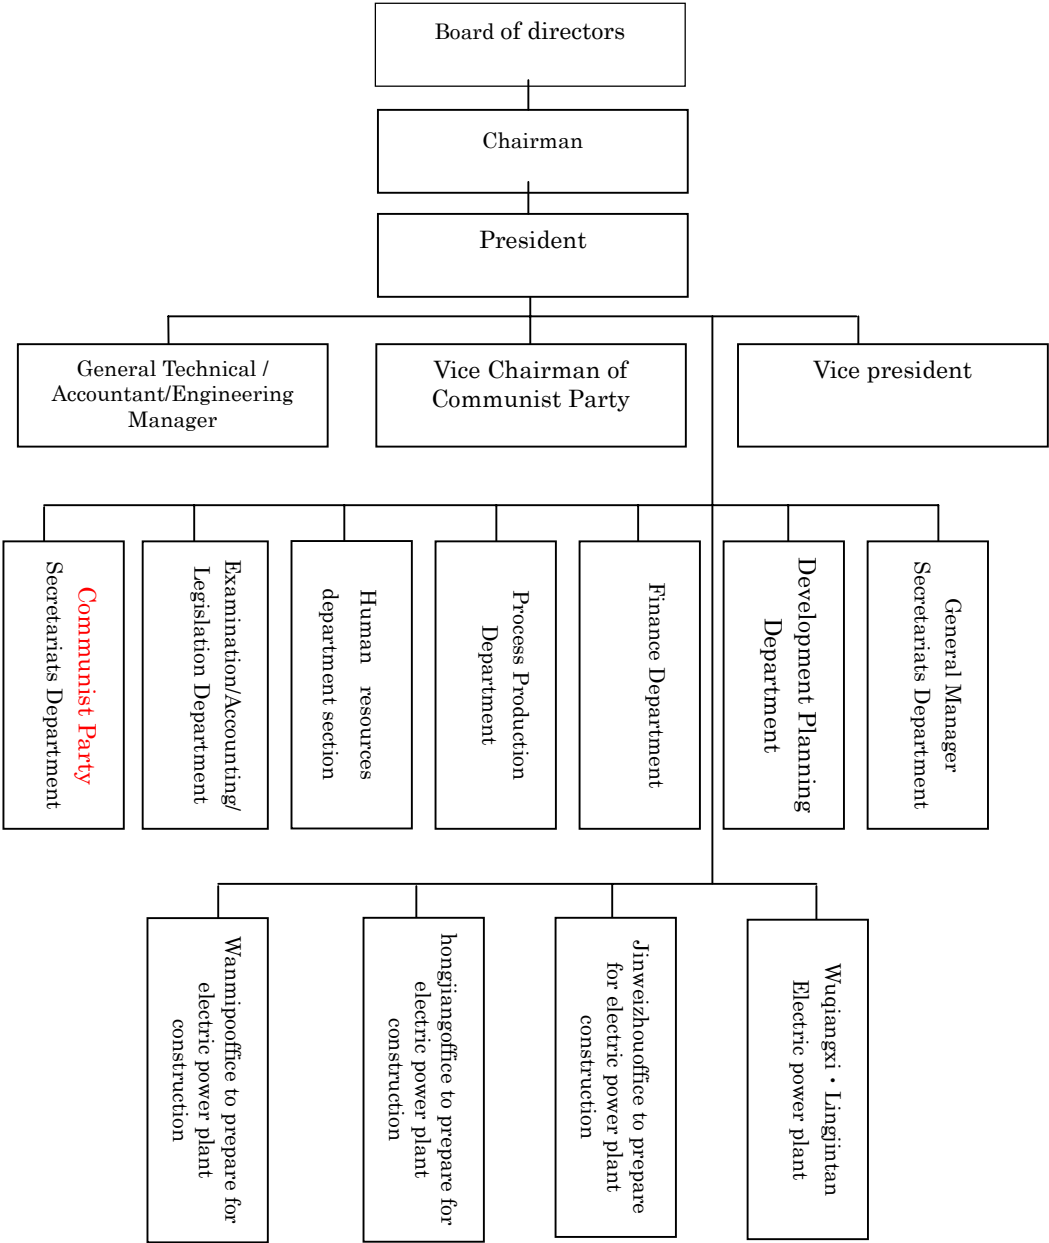 Board of directors
Chairman
President
General Technical /
Accountant/Engineering
Manager
Vice Chairman of
Communist Party
Vice president
Communist Party
Secretariats Department
Examination/Accounting/
Legislation Department
Human resources
department section
Process Production
Department
Finance Department
Development Planning
Department
General Manager
Secretariats Department
Wanmipooffice to prepare for
electric power plant
construction
hongjiangoffice to prepare for
electric power plant
construction
Jinweizhouoffice to prepare
for electric power plant
construction
Wuqiangxi・Lingjintan
Electric power plant